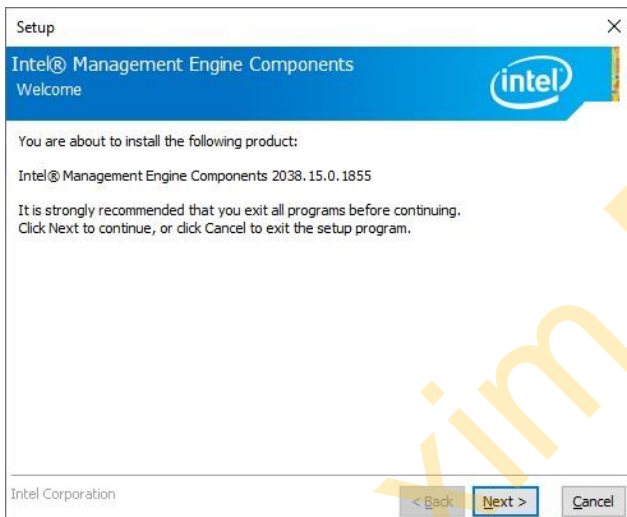 Setup
Intel® Management Engine Components
Welcome
intel
You are about to install the following product:
Intel® Management Engine Components 2038.15.0.1855
It is strongly recommended that you exit all programs before continuing.
Click Next to continue, or click Cancel to exit the setup program.
Intel Corporation
< Back Next > Cancel
xim